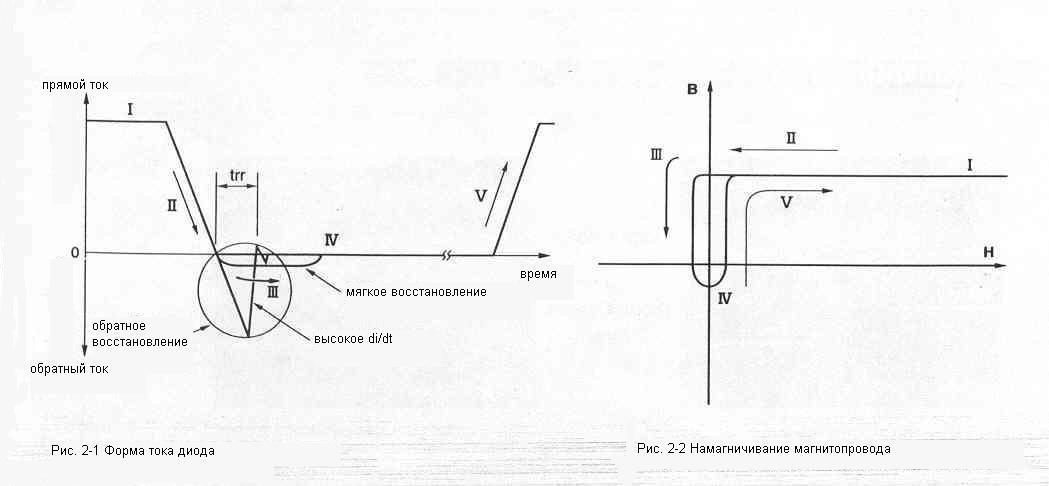 прямой ток
I
trr
II
V
0
IV
время
III
мягкое восстановление
обратное
восстановление
высокое di/dt
обратный ток
Рис. 2-1 Форма тока диода
B
II
III
I
V
H
IV
Рис. 2-2 Намагничивание магнитопровода